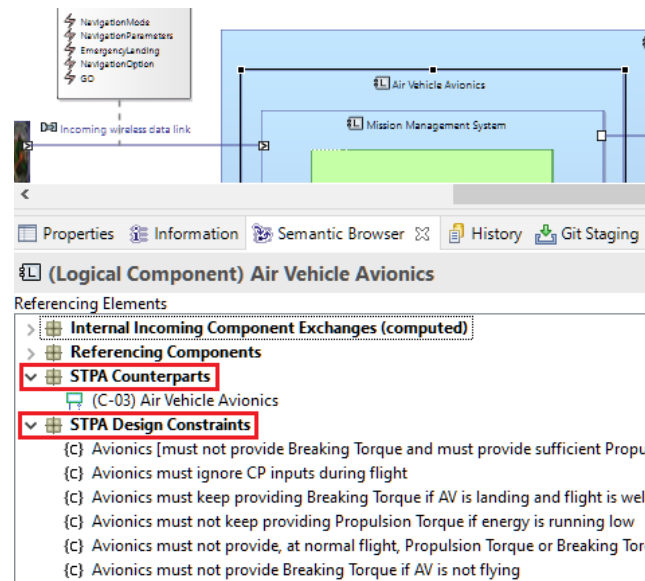 NavigationMode
NavigationParameters
EmergencyLanding
NavigationOption
GO
Air Vehicle Avionics
Mission Management System
Incoming wireless data link
Properties Information Semantic Browser History Git Staging
(Logical Component) Air Vehicle Avionics
Referencing Elements
Internal Incoming Component Exchanges (computed)
Referencing Components
STPA Counterparts
(C-03) Air Vehicle Avionics
STPA Design Constraints
{c} Avionics [must not provide Breaking Torque and must provide sufficient Propu
{c} Avionics must ignore CP inputs during flight
{c} Avionics must keep providing Breaking Torque if AV is landing and flight is wel
{c} Avionics must not keep providing Propulsion Torque if energy is running low
{c} Avionics must not provide, at normal flight, Propulsion Torque or Breaking Tor
{c} Avionics must not provide Breaking Torque if AV is not flying